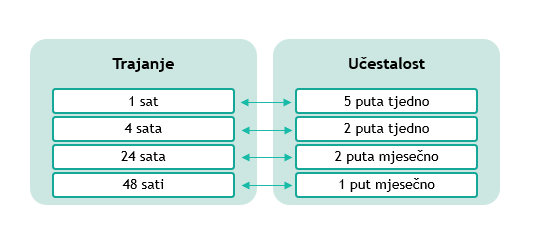 Trajanje Učestalost
1 sat 5 puta tjedno
4 sata 2 puta tjedno
24 sata 2 puta mjesečno
48 sati 1 put mjesečno